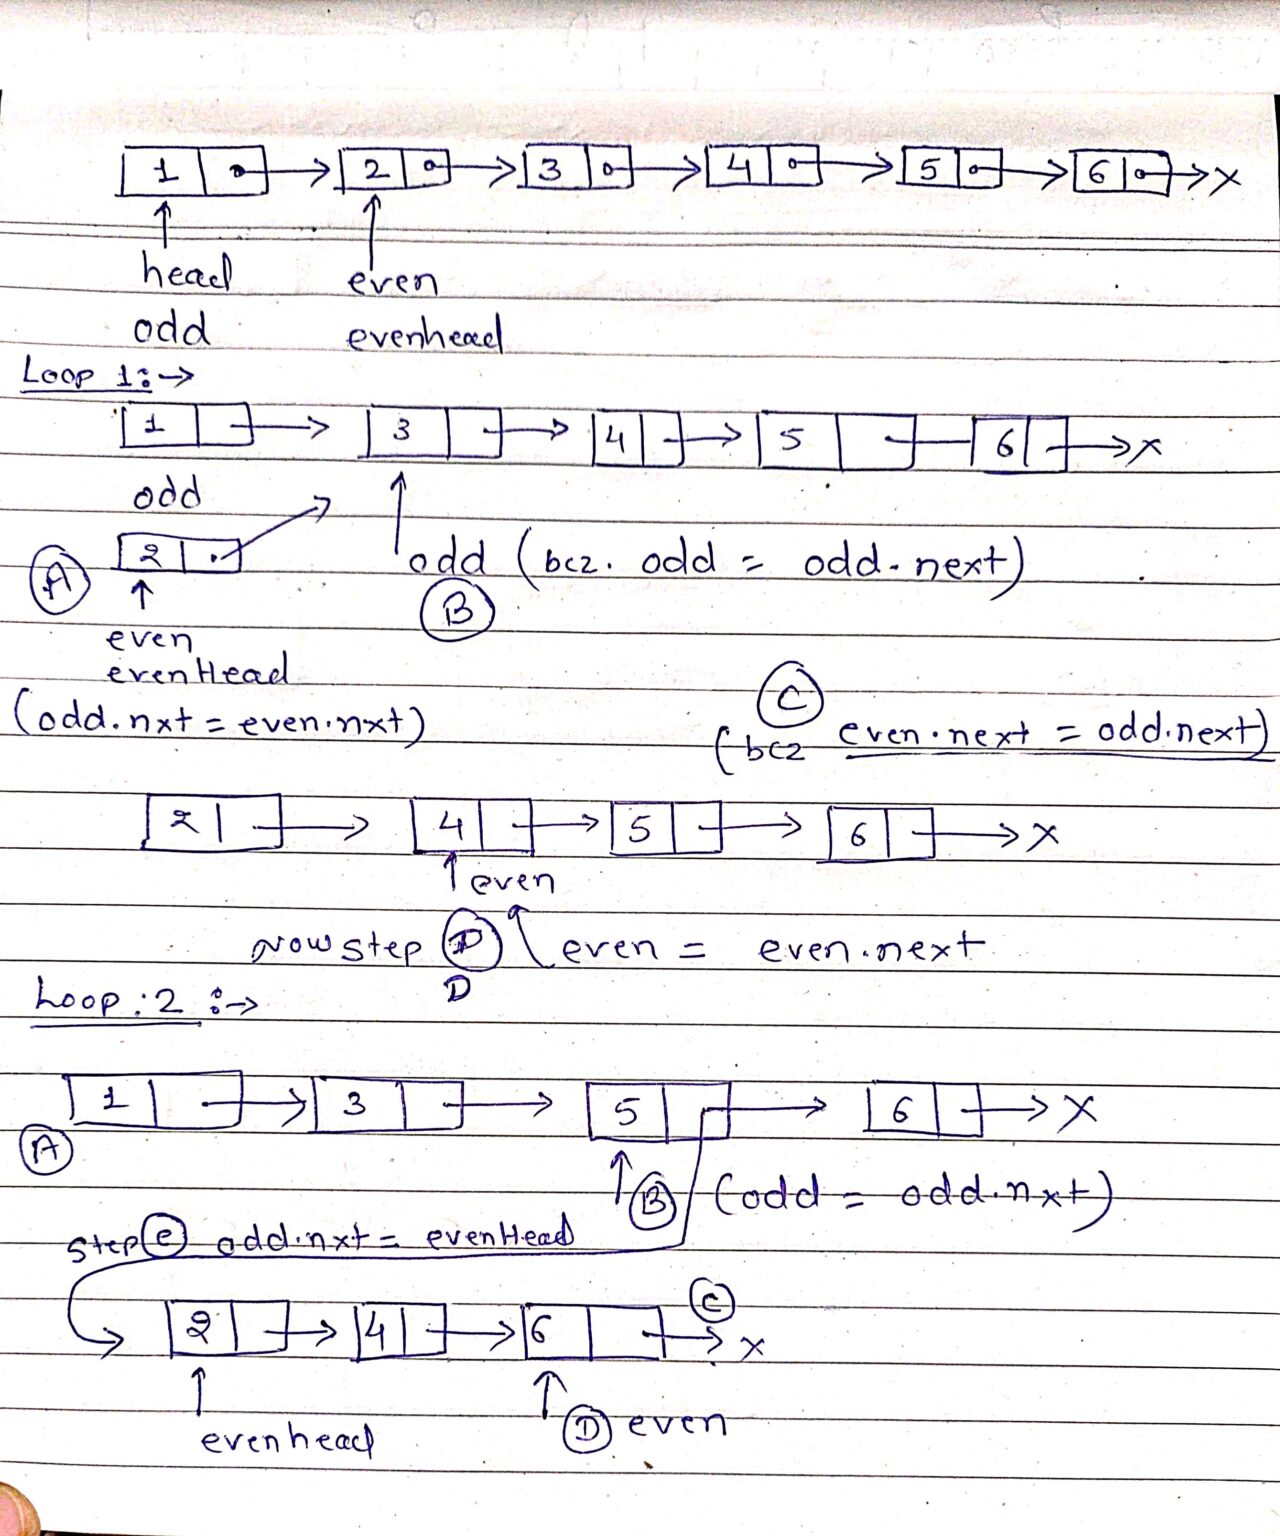 1 2 3 4 5 6 x
head even
odd evenhead
Loop 1:→
1 3 4 5 6 x
odd
2 odd (bcz. odd = odd.next)
A B
even
evenHead C
(odd.nxt = even.nxt) (bcz even.next = odd.next)
2 4 5 6 x
even
Now step D even = even.next
D
Loop:2 :→
1 3 5 6 x
A
B (odd = odd.nxt)
Step e odd.nxt = evenHead
C
2 4 6 x
D even
evenhead